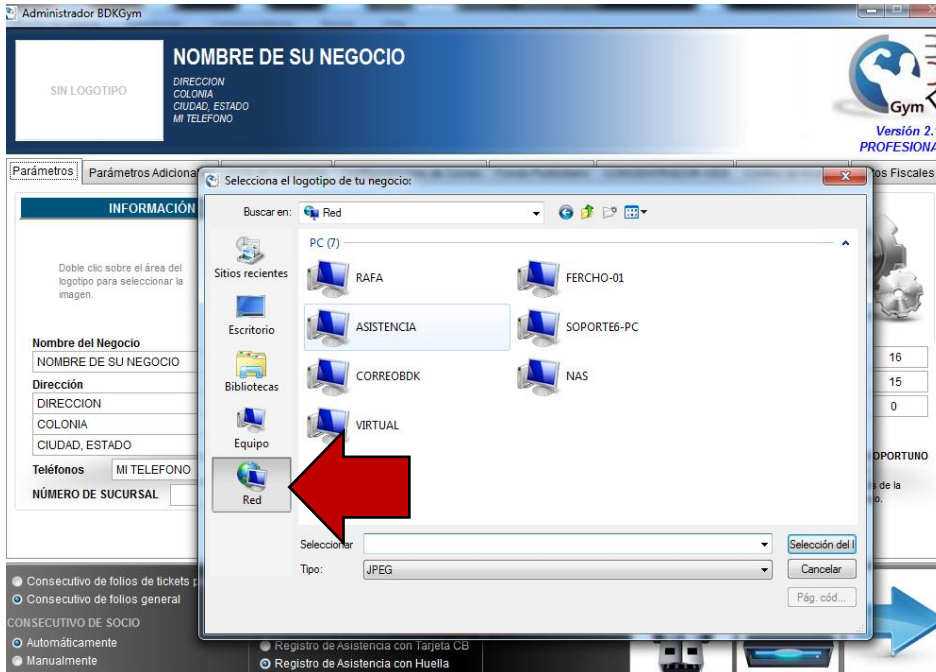 Administrador BDKGym
SIN LOGOTIPO
NOMBRE DE SU NEGOCIO
DIRECCION
COLONIA
CIUDAD, ESTADO
MI TELEFONO
Gym
Versión 2.
PROFESIONA
Parámetros
Parámetros Adiciona
os Fiscales
Selecciona el logotipo de tu negocio:
INFORMACIÓN
Buscar en:
Red
PC (7)
Sitios recientes
Escritorio
Bibliotecas
Equipo
Red
RAFA
FERCHO-01
ASISTENCIA
SOPORTE6-PC
CORREOBDK
NAS
VIRTUAL
Doble clic sobre el área del
logotipo para seleccionar la
imagen.
Nombre del Negocio
NOMBRE DE SU NEGOCIO
Dirección
DIRECCION
COLONIA
CIUDAD, ESTADO
Teléfonos
MI TELEFONO
NÚMERO DE SUCURSAL
16
15
0
OPORTUNO
s de la
o.
Seleccionar
Selección del l
Tipo:
JPEG
Cancelar
Pág. cód...
Consecutivo de folios de tickets p
Consecutivo de folios general
CONSECUTIVO DE SOCIO
Automáticamente
Manualmente
Registro de Asistencia con Tarjeta CB
Registro de Asistencia con Huella